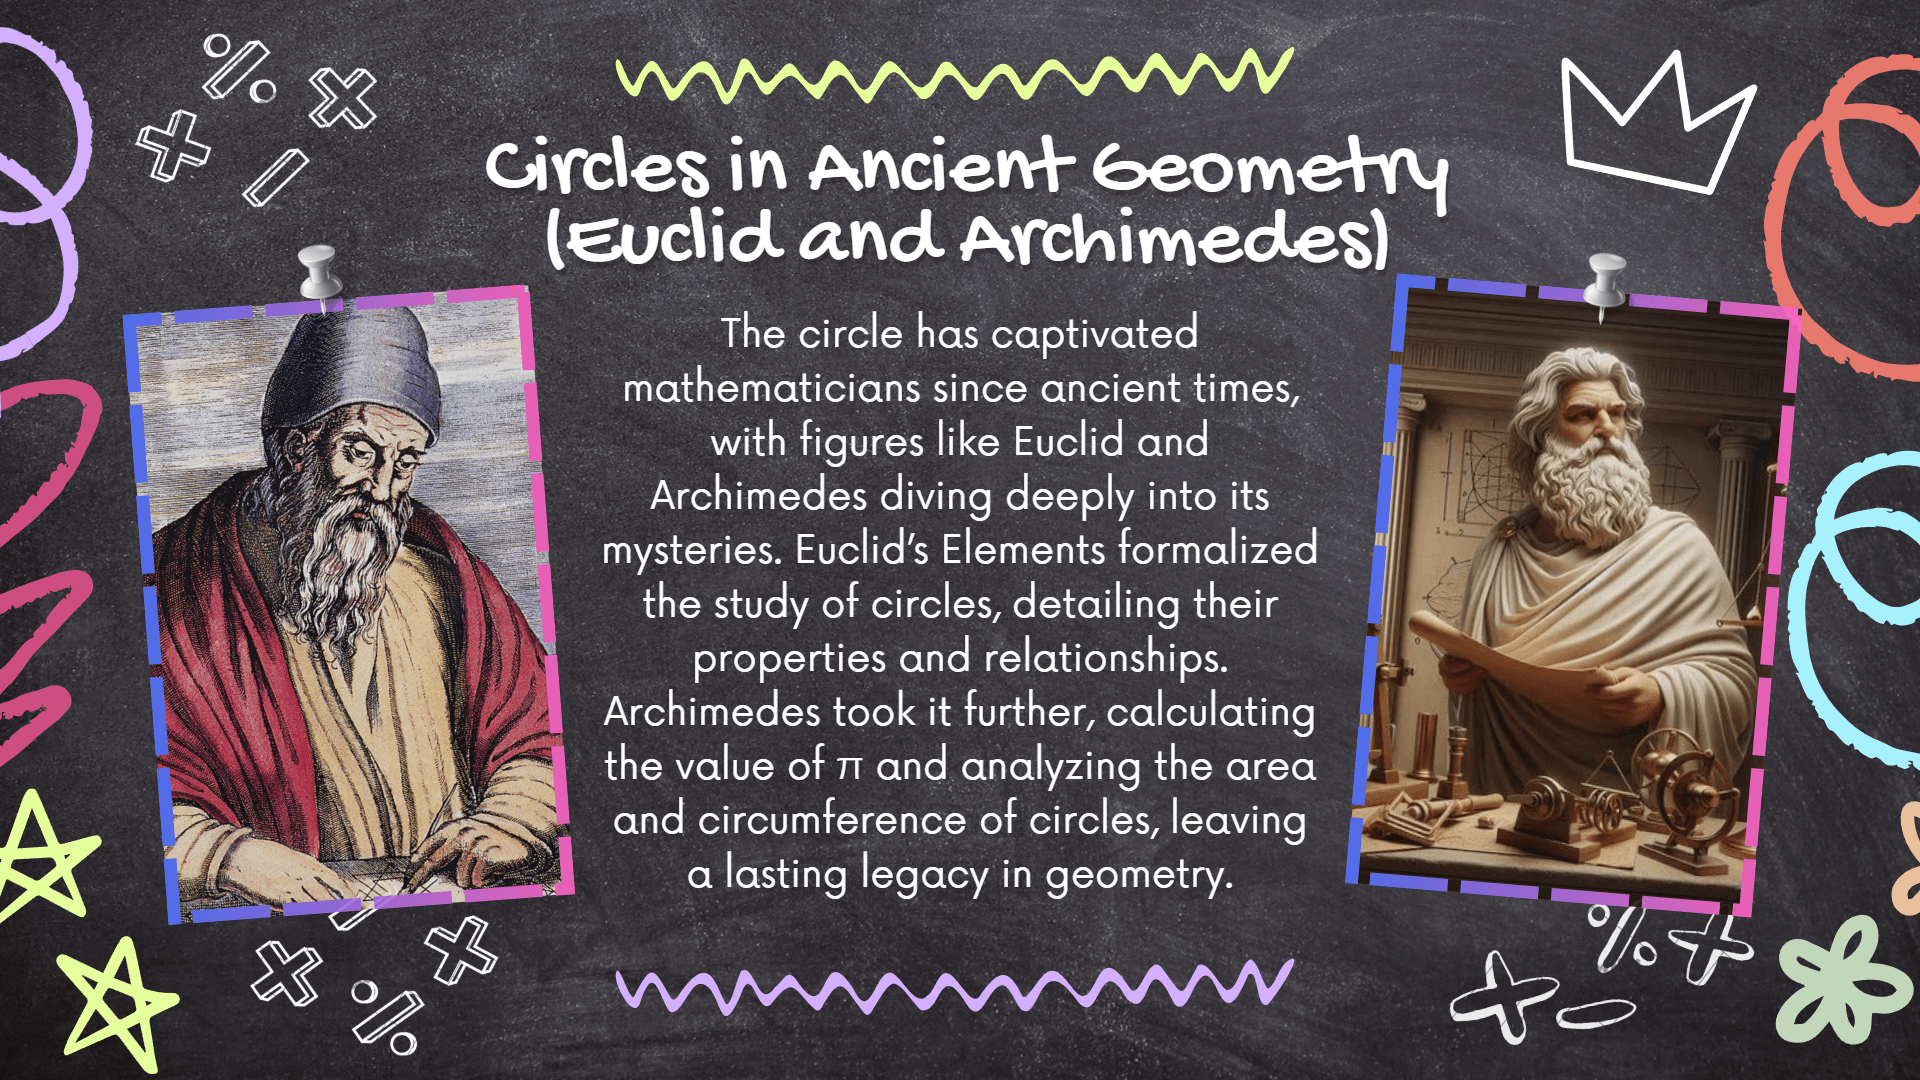 Circles in Ancient Geometry
(Euclid and Archimedes)
The circle has captivated
mathematicians since ancient times,
with figures like Euclid and
Archimedes diving deeply into its
mysteries. Euclid’s Elements formalized
the study of circles, detailing their
properties and relationships.
Archimedes took it further, calculating
the value of π and analyzing the area
and circumference of circles, leaving
a lasting legacy in geometry.